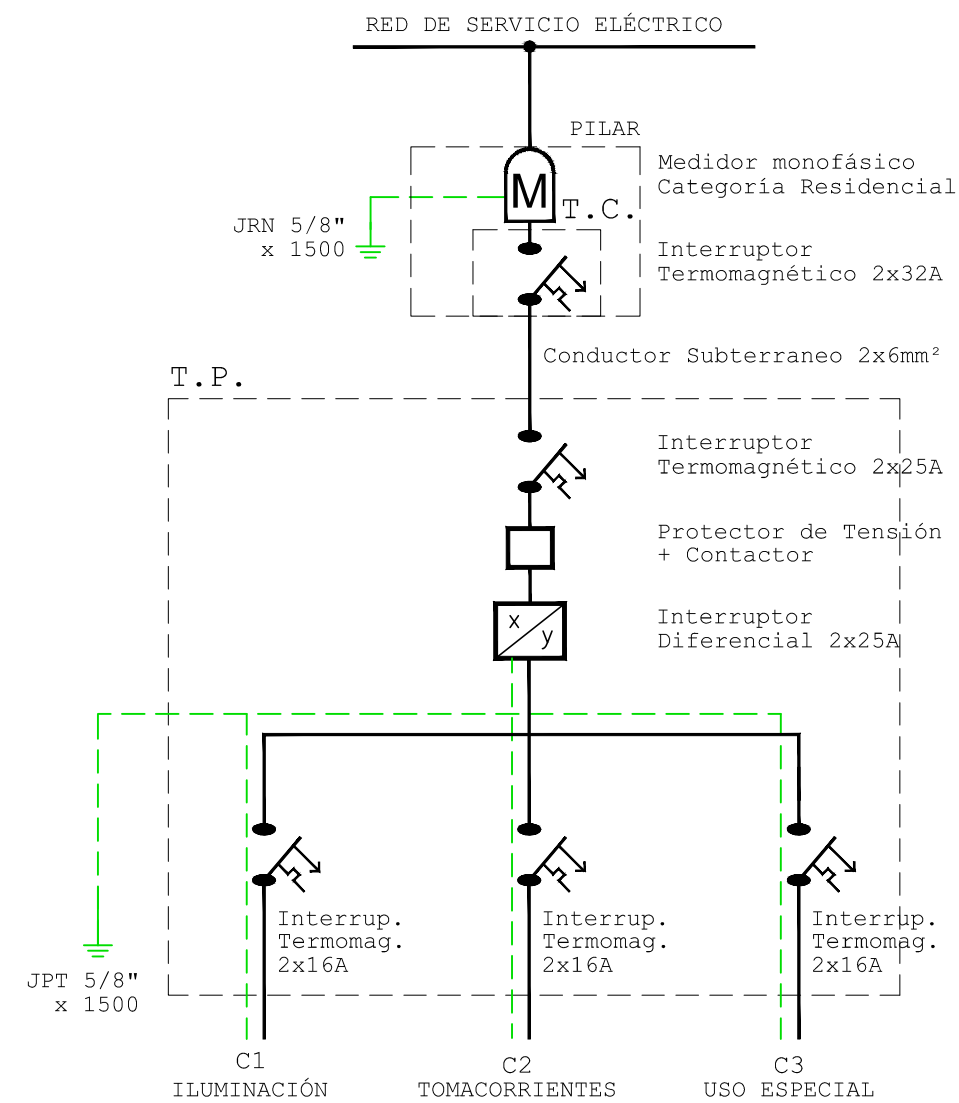 RED DE SERVICIO ELÉCTRICO
PILAR
Medidor monofásico
Categoría Residencial
M
T.C.
JRN 5/8"
x 1500
Interruptor
Termomagnético 2x32A
Conductor Subterraneo 2x6mm²
T.P.
Interruptor
Termomagnético 2x25A
Protector de Tensión
+ Contactor
x
y
Interruptor
Diferencial 2x25A
Interrup.
Termomag.
2x16A
Interrup.
Termomag.
2x16A
Interrup.
Termomag.
2x16A
JPT 5/8"
x 1500
C1
ILUMINACIÓN
C2
TOMACORRIENTES
C3
USO ESPECIAL